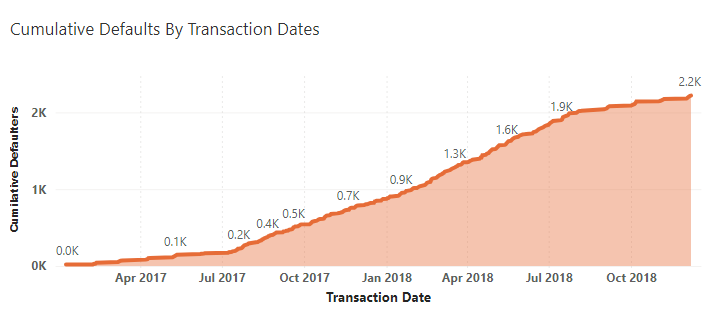 Cumulative Defaults By Transaction Dates
Cumilative Defaulters
2K
1K
0K
0.0K
0.1K
0.2K
0.4K
0.5K
0.7K
0.9K
1.3K
1.6K
1.9K
2.2K
Apr 2017 Jul 2017 Oct 2017 Jan 2018 Apr 2018 Jul 2018 Oct 2018
Transaction Date